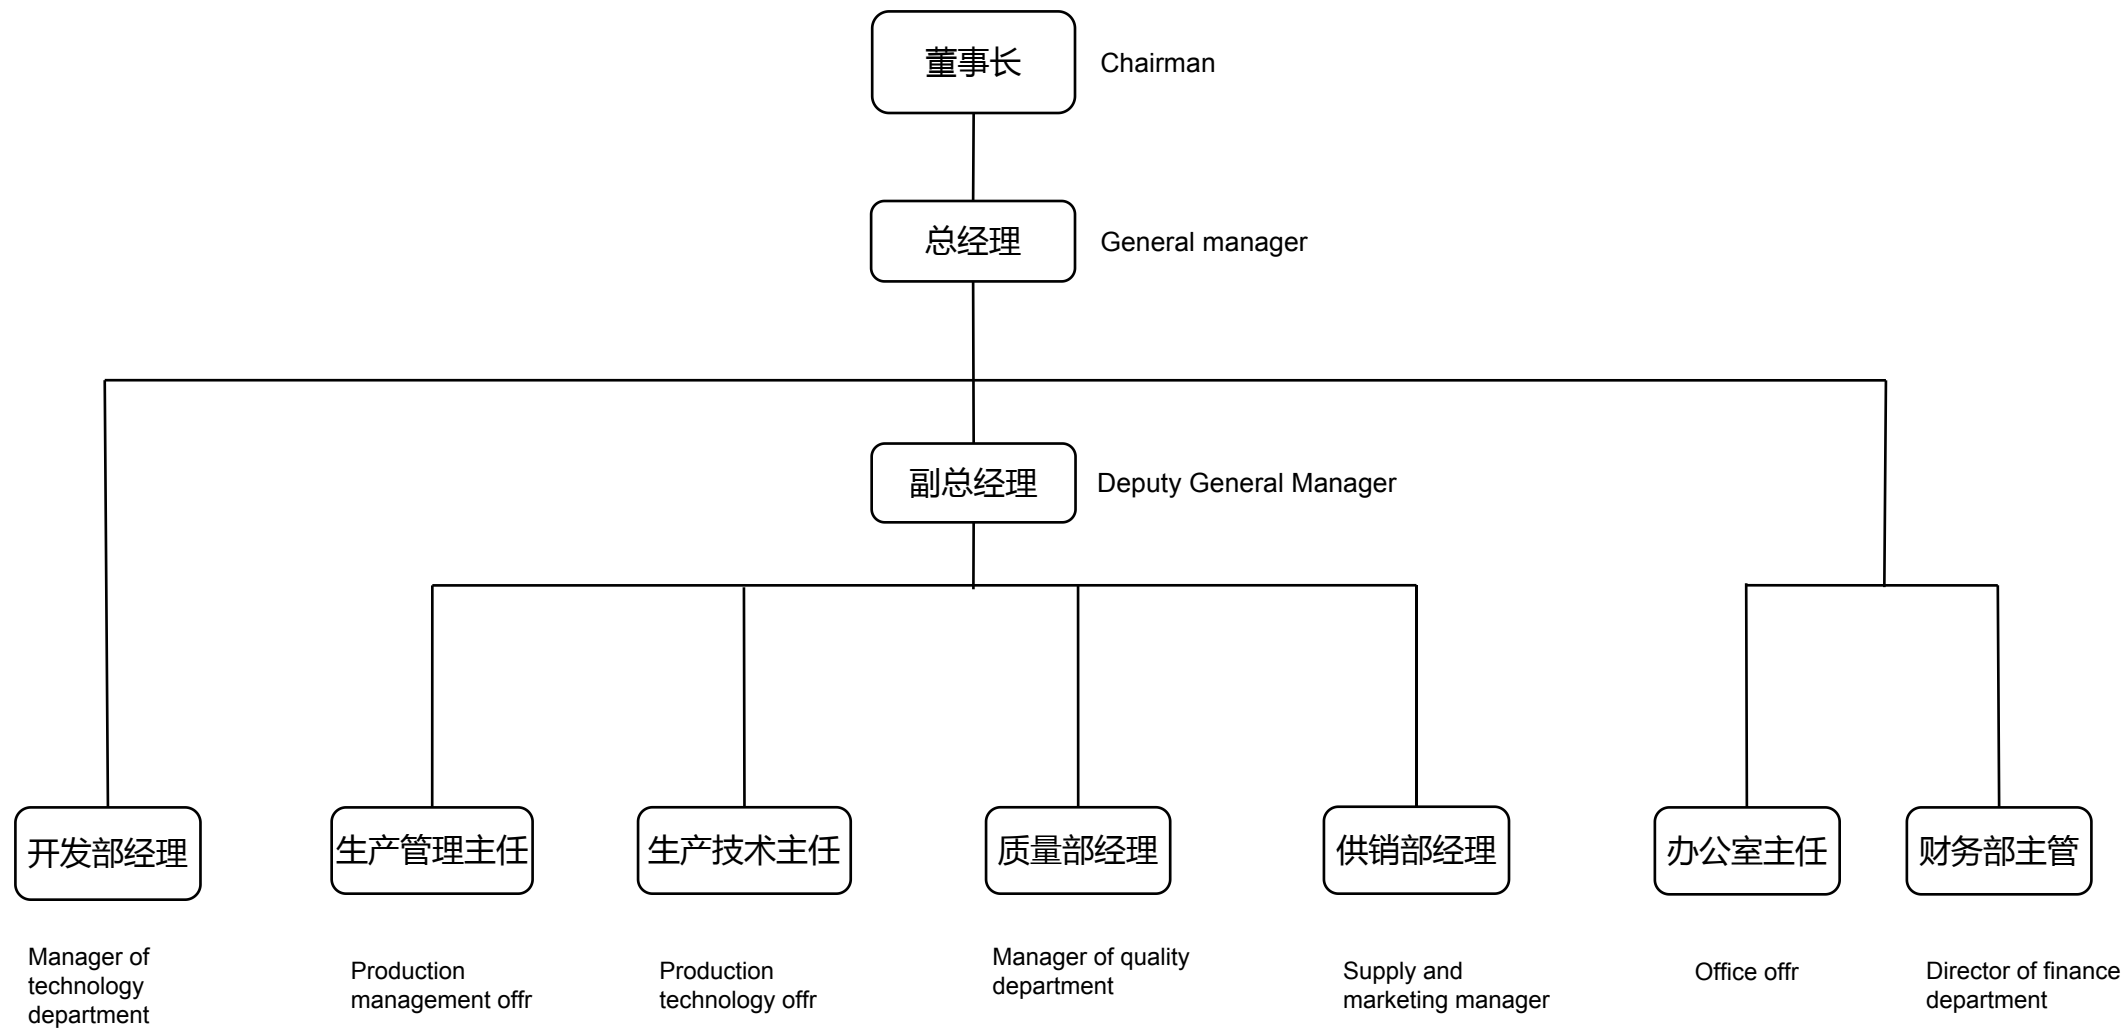 董事长
Chairman
总经理
General manager
副总经理
Deputy General Manager
开发部经理
生产管理主任
生产技术主任
质量部经理
供销部经理
办公室主任
财务部主管
Manager of
technology
department
Production
management offr
Production
technology offr
Manager of quality
department
Supply and
marketing manager
Office offr
Director of finance
department